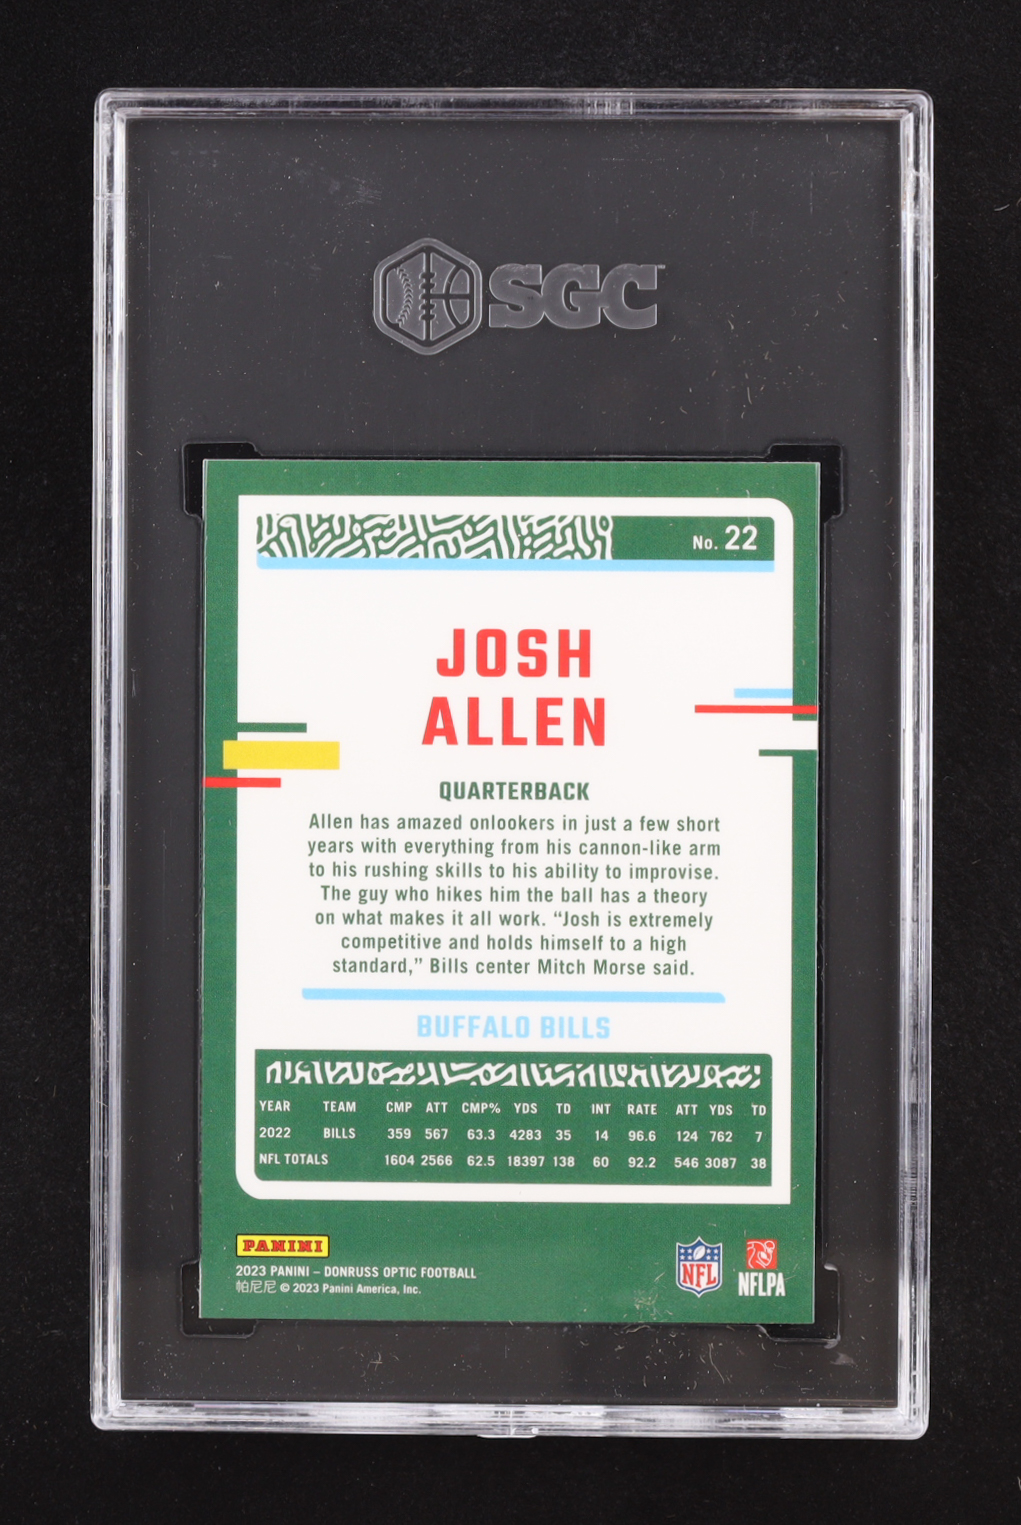 SGC
No. 22
JOSH
ALLEN
QUARTERBACK
Allen has amazed onlookers in just a few short
years with everything from his cannon-like arm
to his rushing skills to his ability to improvise.
The guy who hikes him the ball has a theory
on what makes it all work. “Josh is extremely
competitive and holds himself to a high
standard,” Bills center Mitch Morse said.
BUFFALO BILLS
YEAR TEAM CMP ATT CMP% YDS TD INT RATE ATT YDS TD
2022 BILLS 359 567 63.3 4283 35 14 96.6 124 762 7
NFL TOTALS 1604 2566 62.5 18397 138 60 92.2 546 3087 38
PANINI
2023 PANINI – DONRUSS OPTIC FOOTBALL
帕尼尼 © 2023 Panini America, Inc.
NFL
NFLPA